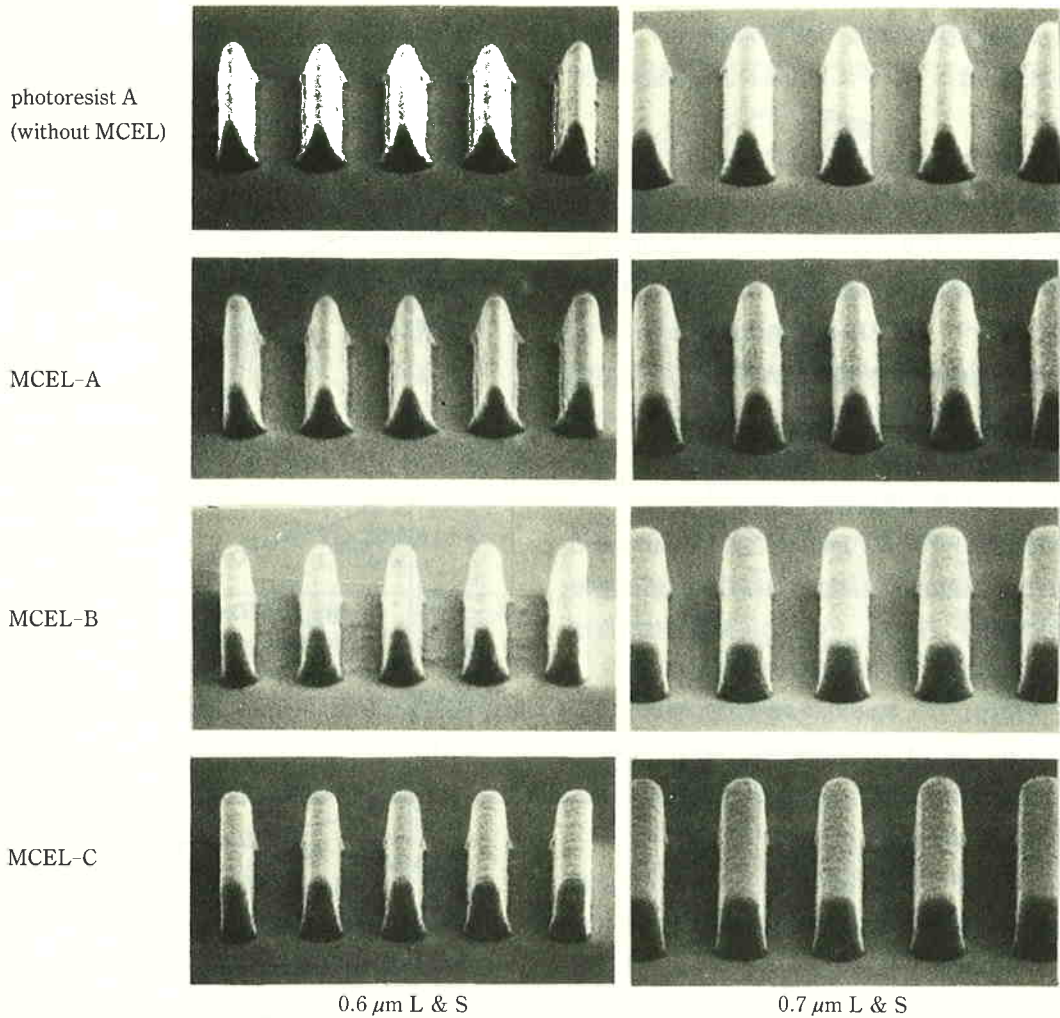 photoresist A
(without MCEL)
MCEL-A
MCEL-B
MCEL-C
0.6 μm L & S
0.7 μm L & S